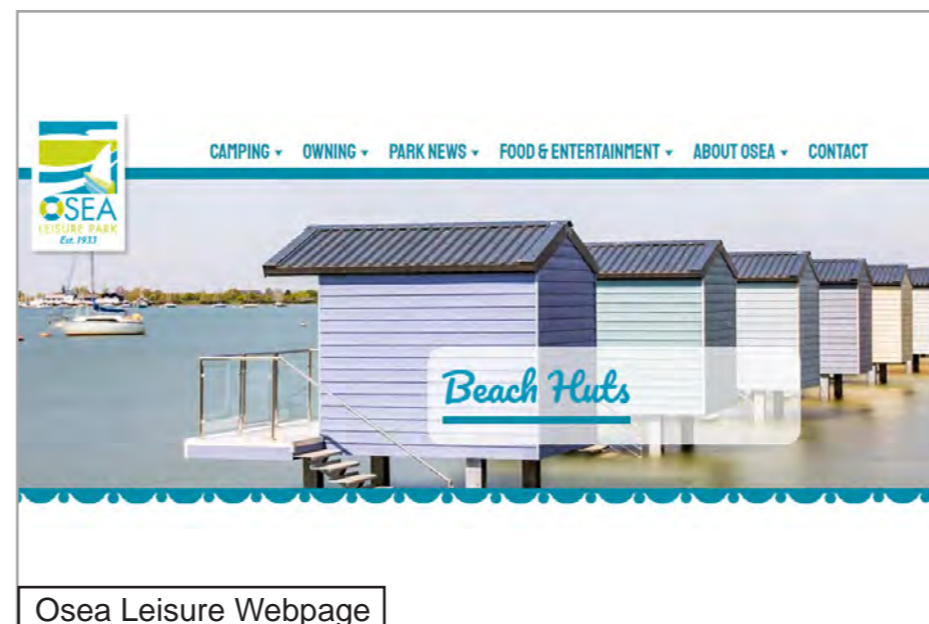 CAMPING OWNING PARK NEWS FOOD & ENTERTAINMENT ABOUT OSEA CONTACT
OSEA
LEISURE PARK
Est. 1933
Beach Huts
Osea Leisure Webpage